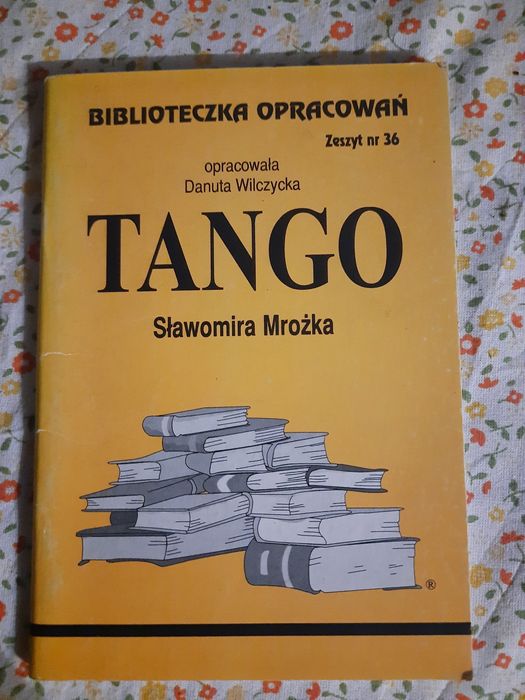 BIBLIOTECZKA OPRACOWAŃ
Zeszyt nr 36
opracowała
Danuta Wilczycka
TANGO
Sławomira Mrożka
®